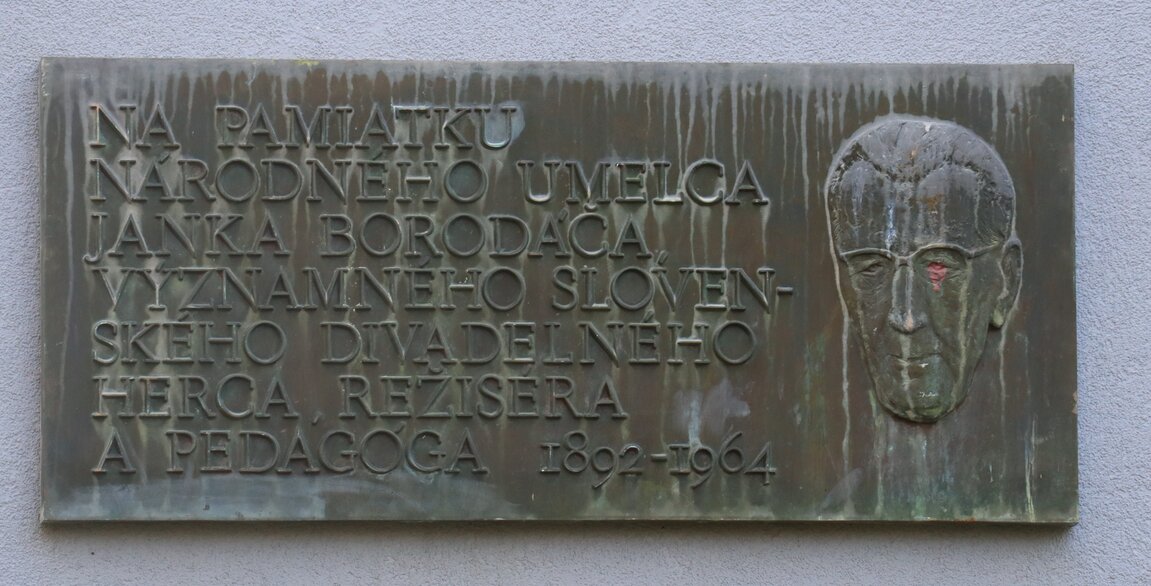 NA PAMIATKU
NÁRODNÉHO UMELCA
JANKA BORODÁČA,
VÝZNAMNÉHO SLOVEN-
SKÉHO DIVADELNÉHO
HERCA, REŽISÉRA
A PEDAGÓGA 1892-1964